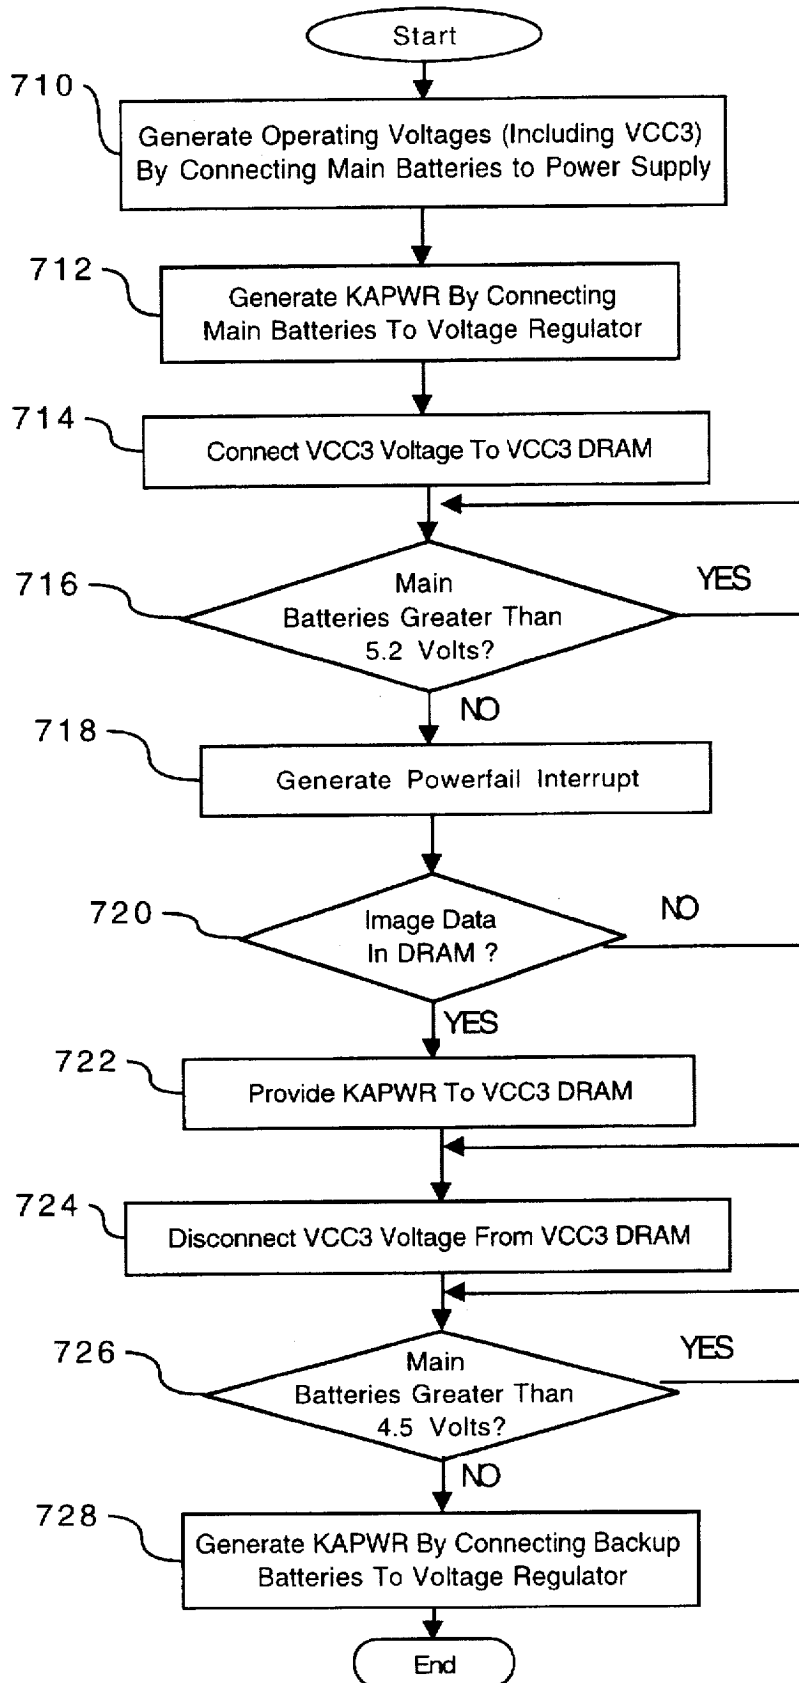 Start
710
Generate Operating Voltages (Including VCC3)
By Connecting Main Batteries to Power Supply
712
Generate KAPWR By Connecting
Main Batteries To Voltage Regulator
714
Connect VCC3 Voltage To VCC3 DRAM
716
Main
Batteries Greater Than
5.2 Volts?
YES
NO
718
Generate Powerfail Interrupt
720
Image Data
In DRAM ?
NO
YES
722
Provide KAPWR To VCC3 DRAM
724
Disconnect VCC3 Voltage From VCC3 DRAM
726
Main
Batteries Greater Than
4.5 Volts?
YES
NO
728
Generate KAPWR By Connecting Backup
Batteries To Voltage Regulator
End